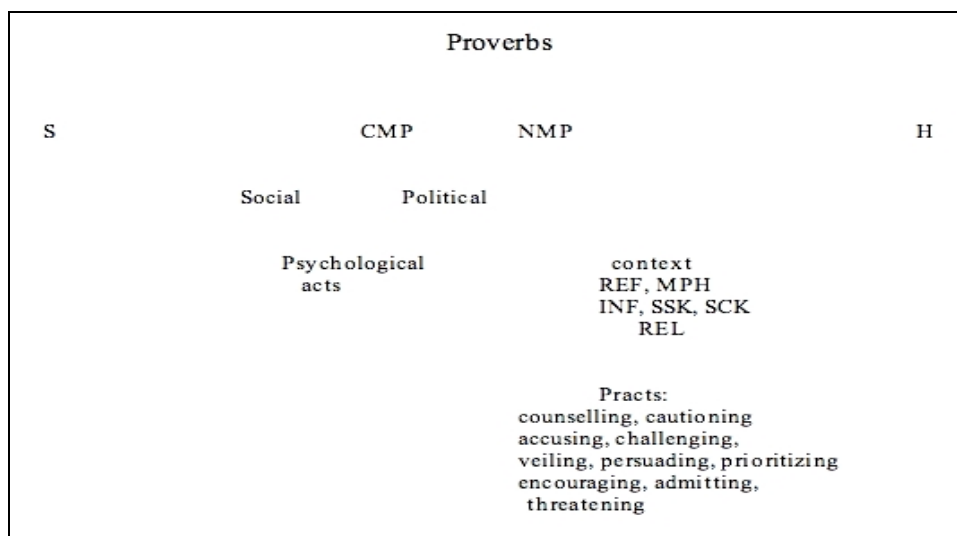 Proverbs
S CMP NMP H
Social Political
Psychological context
acts REF, MPH
INF, SSK, SCK
REL
Practs:
counselling, cautioning
accusing, challenging,
veiling, persuading, prioritizing
encouraging, admitting,
threatening